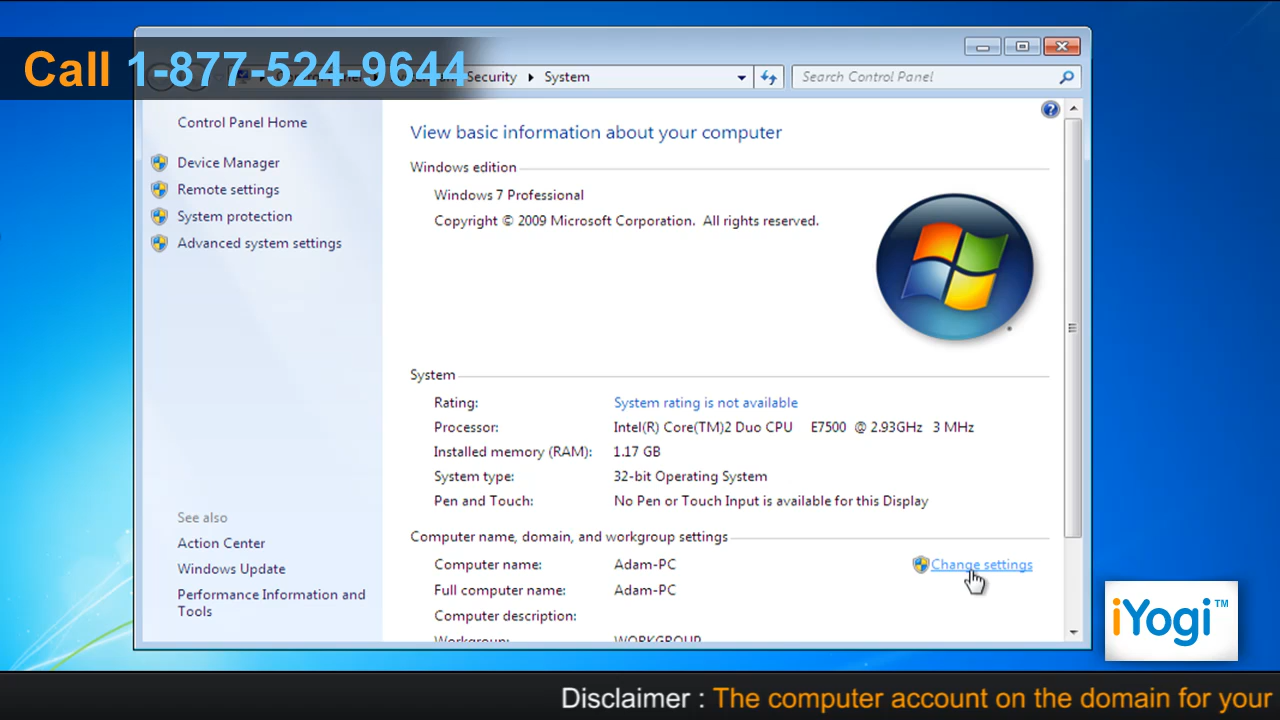 Call 1-877-524-9644
Security ▸ System
Search Control Panel
Control Panel Home
Device Manager
Remote settings
System protection
Advanced system settings
See also
Action Center
Windows Update
Performance Information and
Tools
View basic information about your computer
Windows edition
Windows 7 Professional
Copyright © 2009 Microsoft Corporation. All rights reserved.
System
Rating: System rating is not available
Processor: Intel(R) Core(TM)2 Duo CPU E7500 @ 2.93GHz 3 MHz
Installed memory (RAM): 1.17 GB
System type: 32-bit Operating System
Pen and Touch: No Pen or Touch Input is available for this Display
Computer name, domain, and workgroup settings
Computer name: Adam-PC Change settings
Full computer name: Adam-PC
Computer description:
Workgroup: WORKGROUP
iYogi™
Disclaimer : The computer account on the domain for your